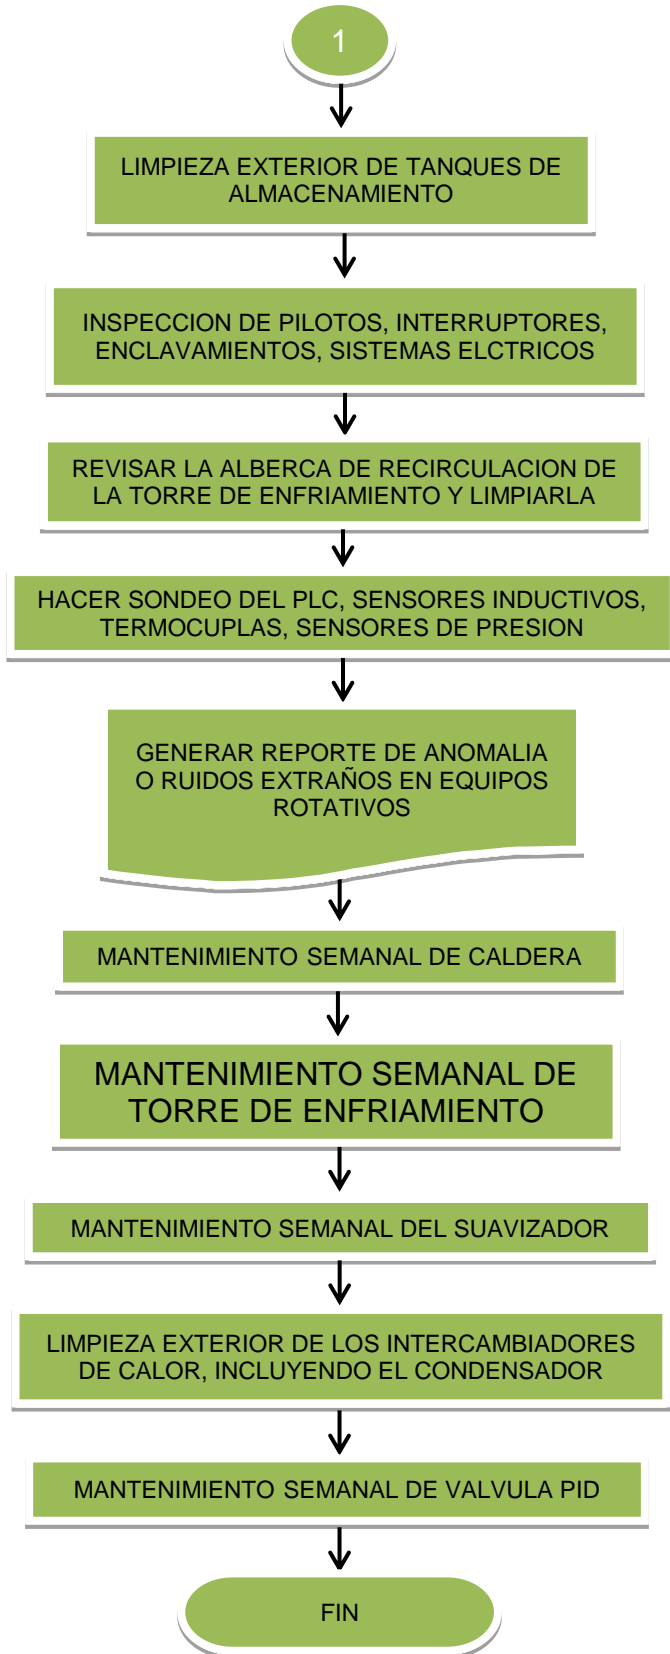 1
LIMPIEZA EXTERIOR DE TANQUES DE
ALMACENAMIENTO
INSPECCION DE PILOTOS, INTERRUPTORES,
ENCLAVAMIENTOS, SISTEMAS ELCTRICOS
REVISAR LA ALBERCA DE RECIRCULACION DE
LA TORRE DE ENFRIAMIENTO Y LIMPIARLA
HACER SONDEO DEL PLC, SENSORES INDUCTIVOS,
TERMOCUPLAS, SENSORES DE PRESION
GENERAR REPORTE DE ANOMALIA
O RUIDOS EXTRAÑOS EN EQUIPOS
ROTATIVOS
MANTENIMIENTO SEMANAL DE CALDERA
MANTENIMIENTO SEMANAL DE
TORRE DE ENFRIAMIENTO
MANTENIMIENTO SEMANAL DEL SUAVIZADOR
LIMPIEZA EXTERIOR DE LOS INTERCAMBIADORES
DE CALOR, INCLUYENDO EL CONDENSADOR
MANTENIMIENTO SEMANAL DE VALVULA PID
FIN